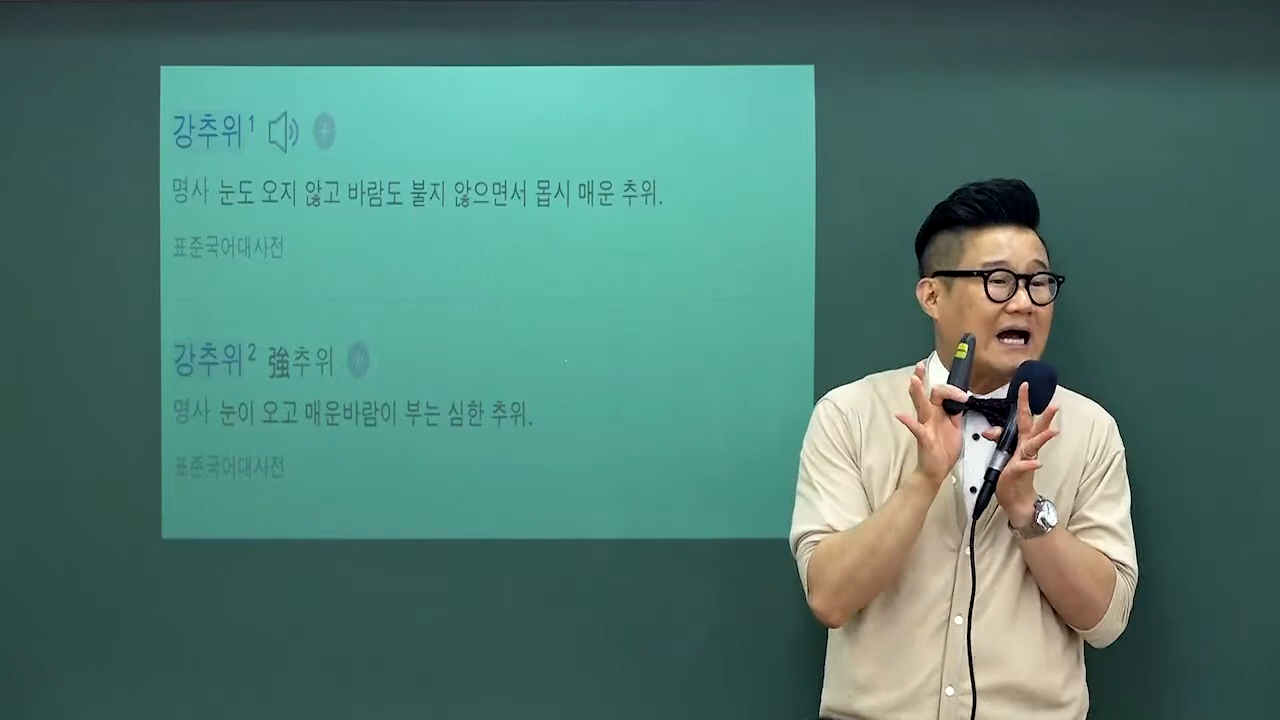 강추위¹
명사 눈도 오지 않고 바람도 불지 않으면서 몹시 매운 추위.
표준국어대사전
강추위² 強추위
명사 눈이 오고 매운바람이 부는 심한 추위.
표준국어대사전